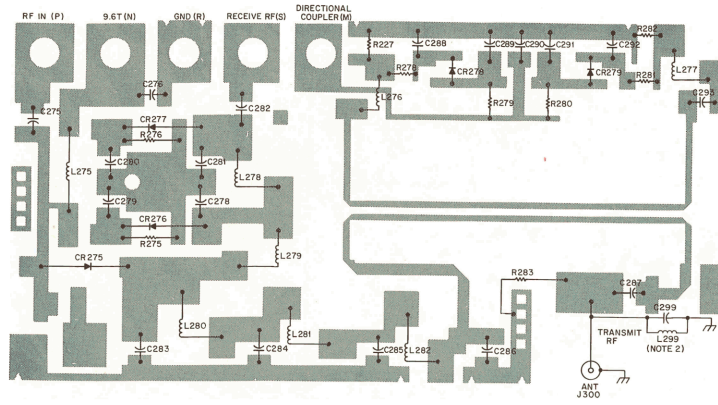 RF IN (P)
9.6T (N)
GND (R)
RECEIVE RF(S)
DIRECTIONAL
COUPLER(M)
R227
C288
C289
C290
C291
C292
R282
R278
CR278
CR279
R281
L277
C276
C275
C282
L276
R279
R280
C293
CR277
R276
L275
C280
C281
L278
C279
C278
CR276
R275
CR275
L279
R283
C287
C299
L280
L281
TRANSMIT
RF
L299
(NOTE 2)
C283
C284
C285
L282
C286
ANT
J300